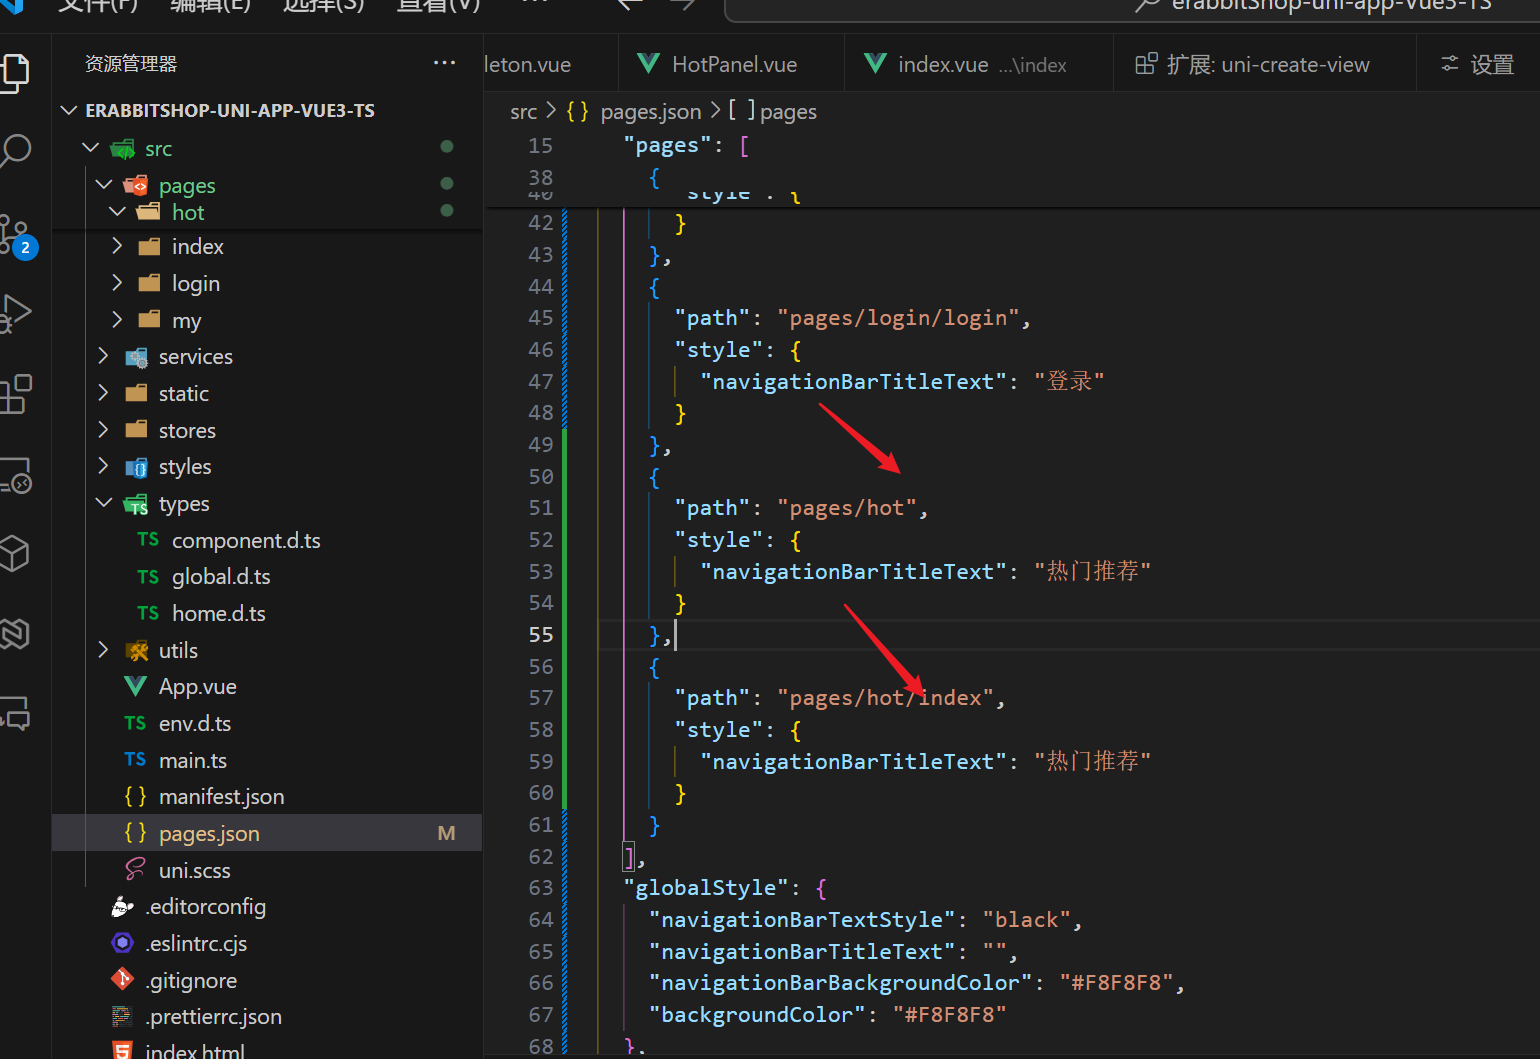 文件(F) 编辑(E) 选择(S) 查看(V) ··· erabbitShop-uni-app-Vue3-TS
资源管理器 ···
ERABBITSHOP-UNI-APP-VUE3-TS
src
pages
hot
index
login
my
services
static
stores
styles
types
TS component.d.ts
TS global.d.ts
TS home.d.ts
utils
App.vue
TS env.d.ts
TS main.ts
{ } manifest.json
{ } pages.json M
uni.scss
.editorconfig
.eslintrc.cjs
.gitignore
.prettierrc.json
index.html
2
leton.vue HotPanel.vue index.vue ...\index 扩展: uni-create-view 设置
src > { } pages.json > [ ] pages
15 "pages": [
38 {
40 style : {
42 }
43 },
44 {
45 "path": "pages/login/login",
46 "style": {
47 "navigationBarTitleText": "登录"
48 }
49 },
50 {
51 "path": "pages/hot",
52 "style": {
53 "navigationBarTitleText": "热门推荐"
54 }
55 },
56 {
57 "path": "pages/hot/index",
58 "style": {
59 "navigationBarTitleText": "热门推荐"
60 }
61 }
62 ],
63 "globalStyle": {
64 "navigationBarTextStyle": "black",
65 "navigationBarTitleText": "",
66 "navigationBarBackgroundColor": "#F8F8F8",
67 "backgroundColor": "#F8F8F8"
68 },